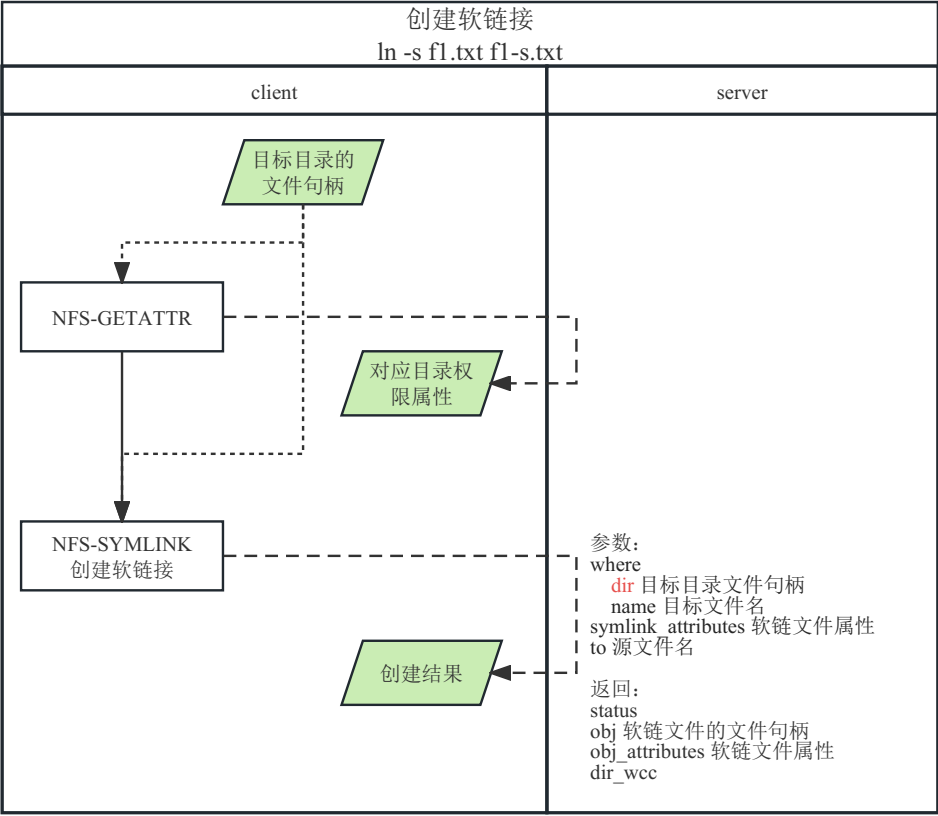 创建软链接
ln -s f1.txt f1-s.txt
client
server
目标目录的
文件句柄
NFS-GETATTR
对应目录权
限属性
NFS-SYMLINK
创建软链接
创建结果
参数：
where
dir 目标目录文件句柄
name 目标文件名
symlink_attributes 软链文件属性
to 源文件名
返回：
status
obj 软链文件的文件句柄
obj_attributes 软链文件属性
dir_wcc